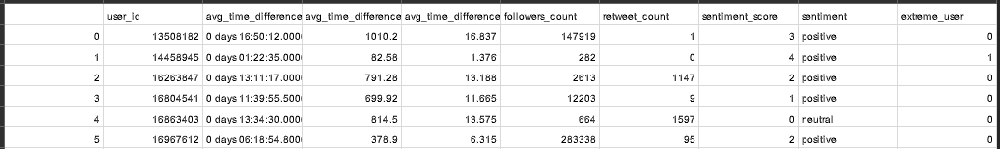 user_id avg_time_difference avg_time_difference avg_time_difference followers_count retweet_count sentiment_score sentiment extreme_user
0 13508182 0 days 16:50:12.000 1010.2 16.837 147919 1 3 positive 0
1 14458945 0 days 01:22:35.000 82.58 1.376 282 0 4 positive 1
2 16263847 0 days 13:11:17.000 791.28 13.188 2613 1147 2 positive 0
3 16804541 0 days 11:39:55.500 699.92 11.665 12203 9 1 positive 0
4 16863403 0 days 13:34:30.000 814.5 13.575 664 1597 0 neutral 0
5 16967612 0 days 06:18:54.800 378.9 6.315 283338 95 2 positive 0